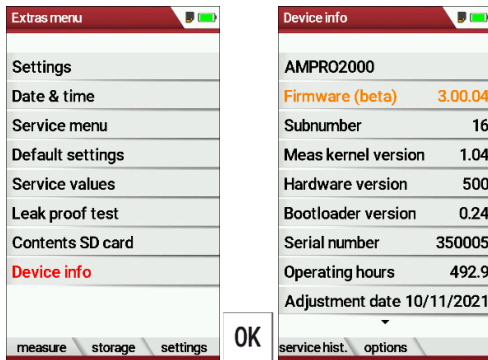 Extras menu
Settings
Date & time
Service menu
Default settings
Service values
Leak proof test
Contents SD card
Device info
measure storage settings
OK
Device info
AMPRO2000
Firmware (beta) 3.00.04
Subnumber 16
Meas kernel version 1.04
Hardware version 500
Bootloader version 0.24
Serial number 350005
Operating hours 492.9
Adjustment date 10/11/2021
service hist. options